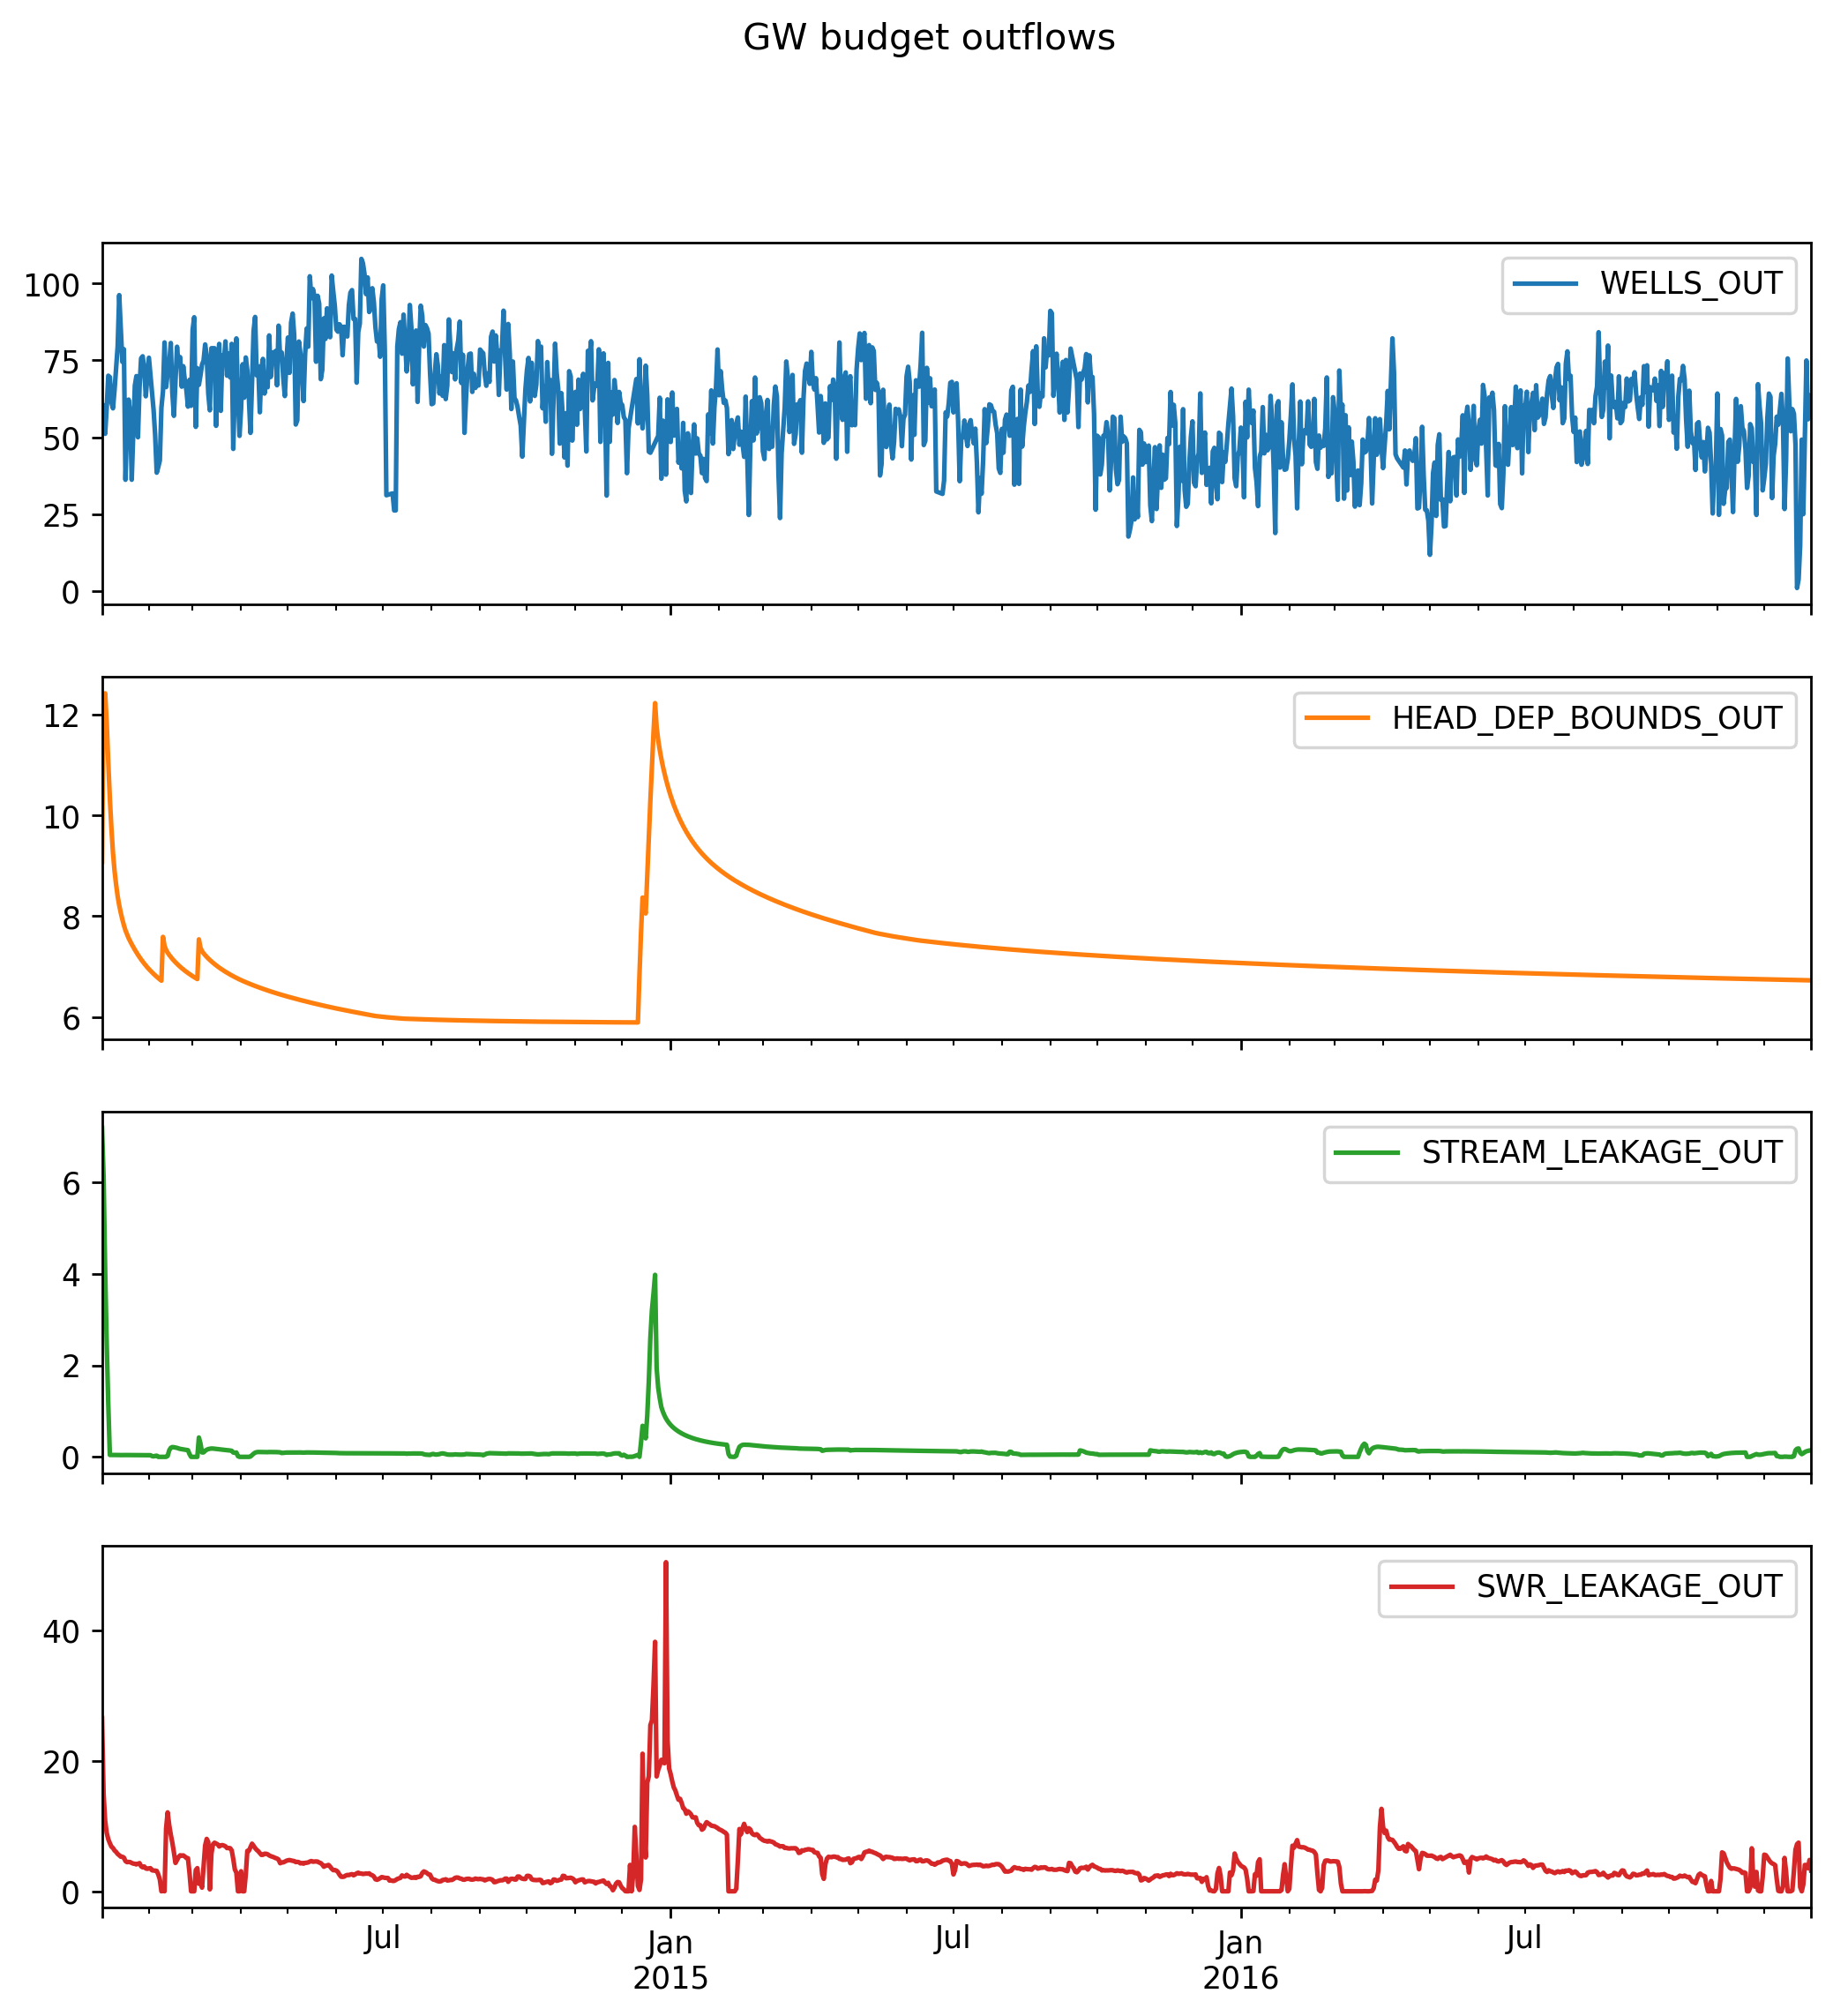 GW budget outflows
WELLS_OUT
100
75
50
25
0
HEAD_DEP_BOUNDS_OUT
12
10
8
6
STREAM_LEAKAGE_OUT
6
4
2
0
SWR_LEAKAGE_OUT
40
20
0
Jul Jan Jul Jan Jul
2015 2016